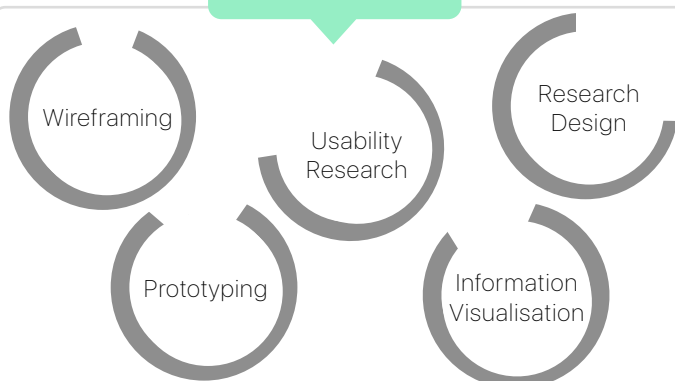 Wireframing
Usability
Research
Research
Design
Prototyping
Information
Visualisation